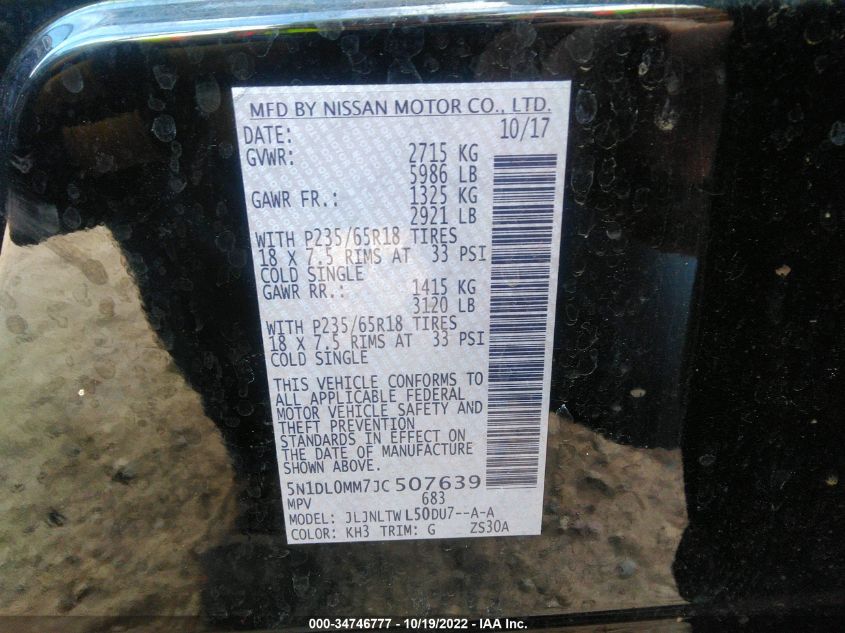 MFD BY NISSAN MOTOR CO., LTD.
DATE: 10/17
GVWR: 2715 KG
5986 LB
GAWR FR.: 1325 KG
2921 LB
WITH P235/65R18 TIRES
18 X 7.5 RIMS AT 33 PSI
COLD SINGLE
GAWR RR.: 1415 KG
3120 LB
WITH P235/65R18 TIRES
18 X 7.5 RIMS AT 33 PSI
COLD SINGLE
THIS VEHICLE CONFORMS TO
ALL APPLICABLE FEDERAL
MOTOR VEHICLE SAFETY AND
THEFT PREVENTION
STANDARDS IN EFFECT ON
THE DATE OF MANUFACTURE
SHOWN ABOVE.
5N1DL0MM7JC 507639
MPV 683
MODEL: JLJNLTW L50DU7--A-A
COLOR: KH3 TRIM: G ZS30A
000-34746777 - 10/19/2022 - IAA Inc.